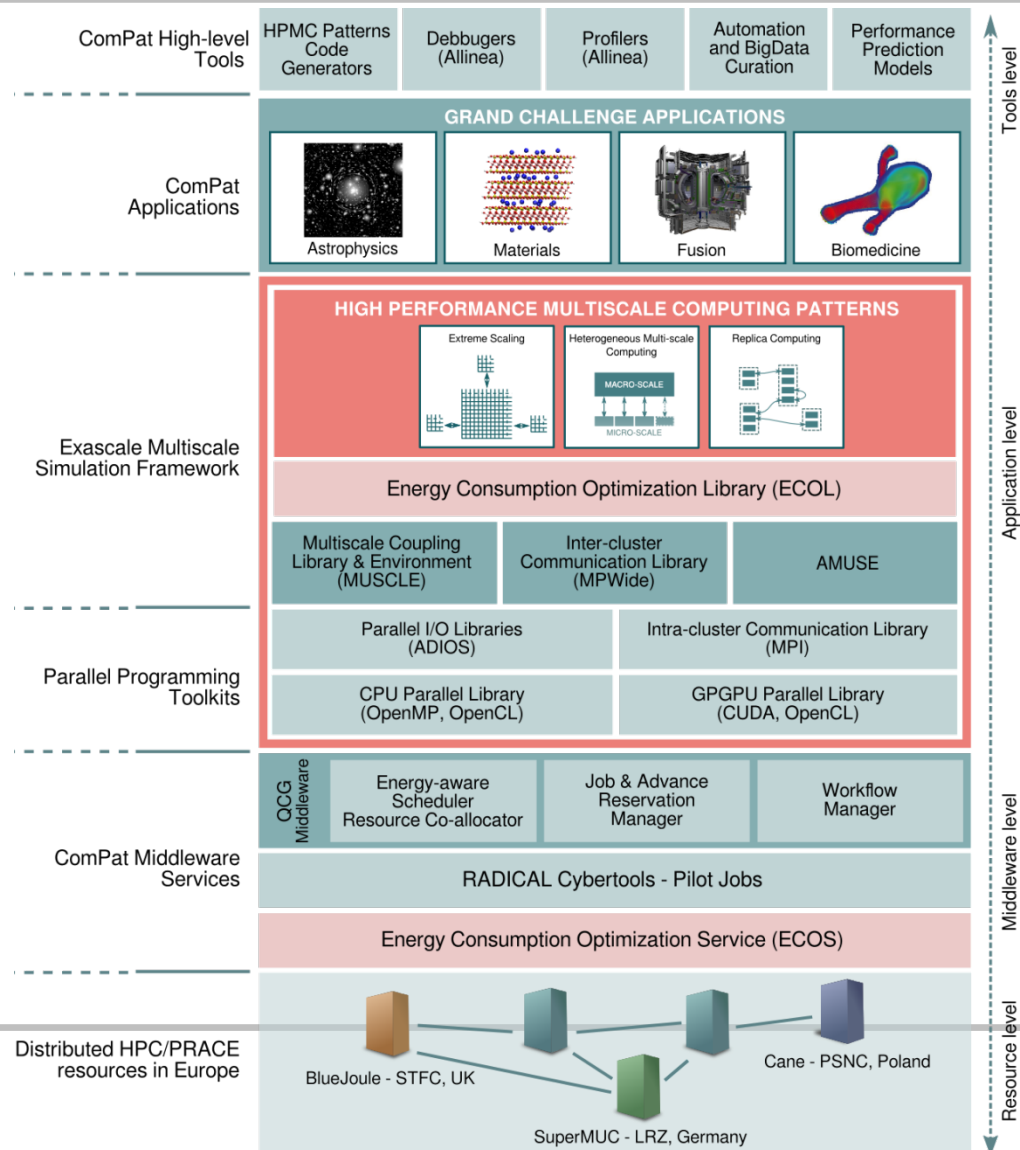 ComPat High-level
Tools
HPMC Patterns
Code
Generators
Debbugers
(Allinea)
Profilers
(Allinea)
Automation
and BigData
Curation
Performance
Prediction
Models
Tools level
ComPat
Applications
GRAND CHALLENGE APPLICATIONS
Astrophysics
Materials
Fusion
Biomedicine
Exascale Multiscale
Simulation Framework
HIGH PERFORMANCE MULTISCALE COMPUTING PATTERNS
Extreme Scaling
Heterogeneous Multi-scale
Computing
MACRO-SCALE
MICRO-SCALE
Replica Computing
Energy Consumption Optimization Library (ECOL)
Multiscale Coupling
Library & Environment
(MUSCLE)
Inter-cluster
Communication Library
(MPWide)
AMUSE
Application level
Parallel Programming
Toolkits
Parallel I/O Libraries
(ADIOS)
Intra-cluster Communication Library
(MPI)
CPU Parallel Library
(OpenMP, OpenCL)
GPGPU Parallel Library
(CUDA, OpenCL)
ComPat Middleware
Services
QCG
Middleware
Energy-aware
Scheduler
Resource Co-allocator
Job & Advance
Reservation
Manager
Workflow
Manager
RADICAL Cybertools - Pilot Jobs
Energy Consumption Optimization Service (ECOS)
Middleware level
Distributed HPC/PRACE
resources in Europe
BlueJoule - STFC, UK
Cane - PSNC, Poland
SuperMUC - LRZ, Germany
Resource level